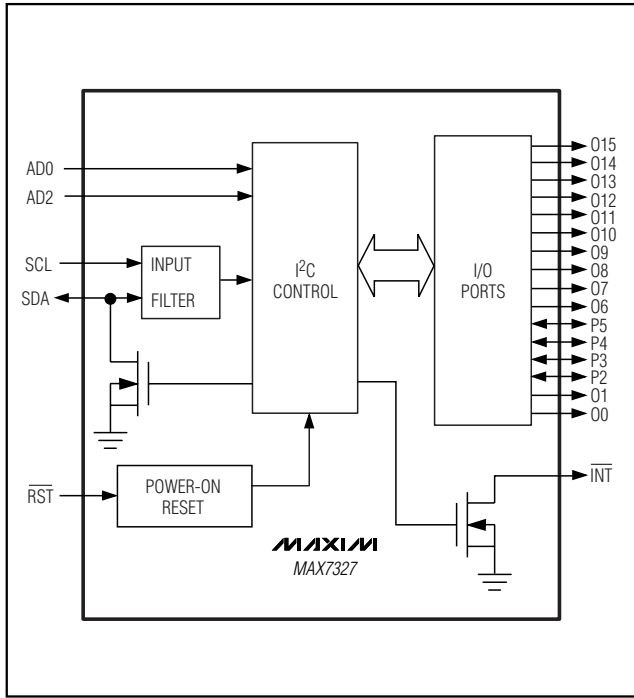 AD0
AD2
SCL
SDA
RST
INPUT
FILTER
I²C
CONTROL
POWER-ON
RESET
I/O
PORTS
O15
O14
O13
O12
O11
O10
O9
O8
O7
O6
P5
P4
P3
P2
O1
O0
INT
MAXIM
MAX7327